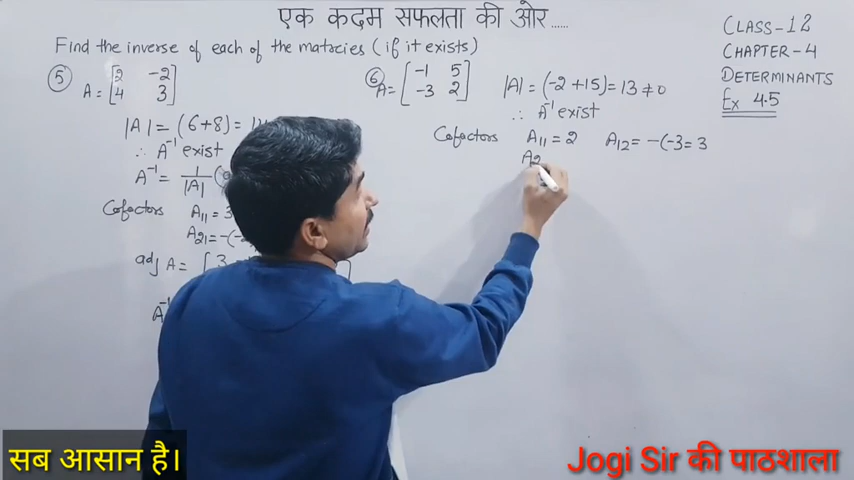 एक कदम सफलता की ओर......
CLASS-12
CHAPTER-4
DETERMINANTS
Ex 4.5
Find the inverse of each of the matracies (if it exists)
(5) A = [2 -2
4 3]
|A| = (6+8) =
∴ A⁻¹ exist
A⁻¹ = 1/|A| (
Cofactors A₁₁ = 3
A₂₁ = -(-2
adj A = [3
A⁻¹
(6) A = [-1 5
-3 2]
|A| = (-2+15) = 13 ≠ 0
∴ A⁻¹ exist
Cofactors A₁₁ = 2 A₁₂ = -(-3 = 3
A₂
सब आसान है।
Jogi Sir की पाठशाला